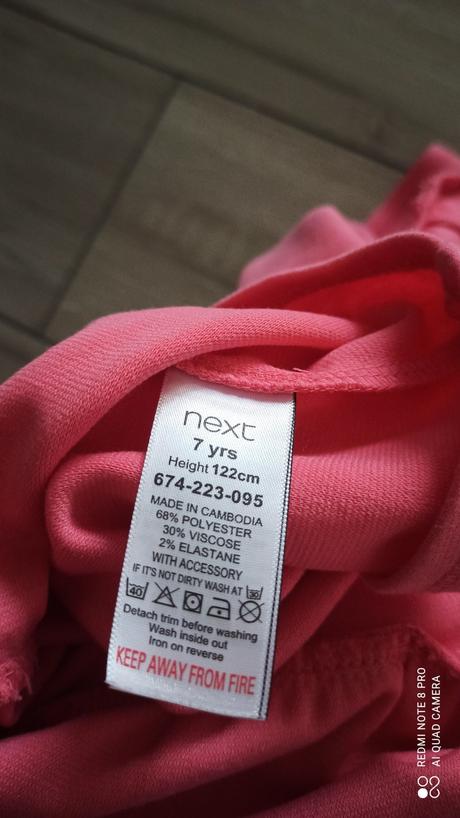 next
7 yrs
Height 122cm
674-223-095
MADE IN CAMBODIA
68% POLYESTER
30% VISCOSE
2% ELASTANE
WITH ACCESSORY
IF IT'S NOT DIRTY WASH AT 30
40
Detach trim before washing
Wash inside out
Iron on reverse
KEEP AWAY FROM FIRE
REDMI NOTE 8 PRO
AI QUAD CAMERA